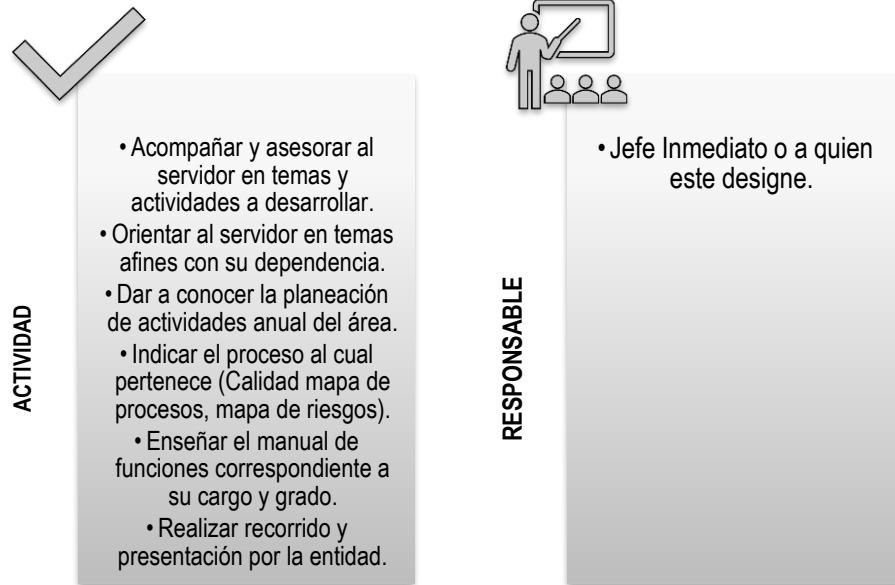 ACTIVIDAD
• Acompañar y asesorar al
servidor en temas y
actividades a desarrollar.
• Orientar al servidor en temas
afines con su dependencia.
• Dar a conocer la planeación
de actividades anual del área.
• Indicar el proceso al cual
pertenece (Calidad mapa de
procesos, mapa de riesgos).
• Enseñar el manual de
funciones correspondiente a
su cargo y grado.
• Realizar recorrido y
presentación por la entidad.
RESPONSABLE
• Jefe Inmediato o a quien
este designe.